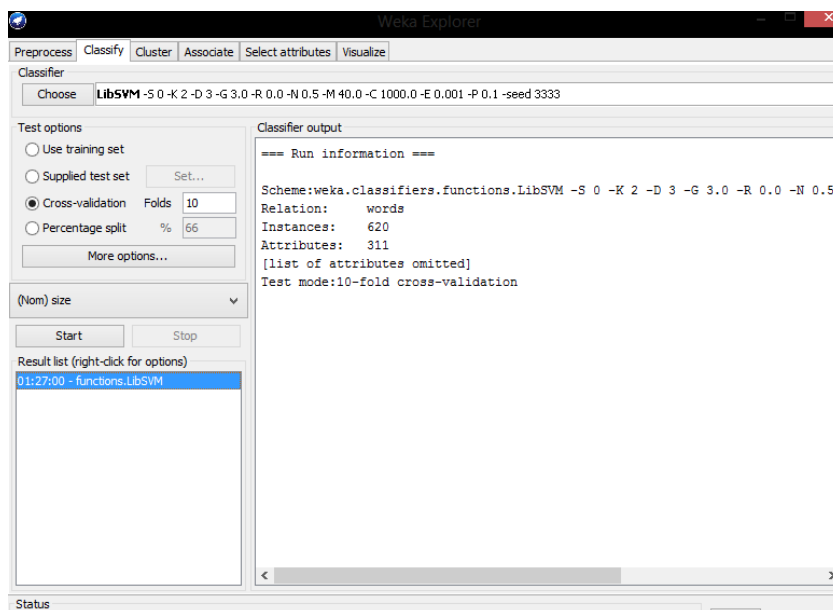 Weka Explorer
Preprocess Classify Cluster Associate Select attributes Visualize
Classifier
Choose LibSVM -S 0 -K 2 -D 3 -G 3.0 -R 0.0 -N 0.5 -M 40.0 -C 1000.0 -E 0.001 -P 0.1 -seed 3333
Test options
Use training set
Supplied test set Set...
Cross-validation Folds 10
Percentage split % 66
More options...
(Nom) size
Start Stop
Result list (right-click for options)
01:27:00 - functions.LibSVM
Classifier output
=== Run information ===
Scheme:weka.classifiers.functions.LibSVM -S 0 -K 2 -D 3 -G 3.0 -R 0.0 -N 0.5
Relation: words
Instances: 620
Attributes: 311
[list of attributes omitted]
Test mode:10-fold cross-validation
Status